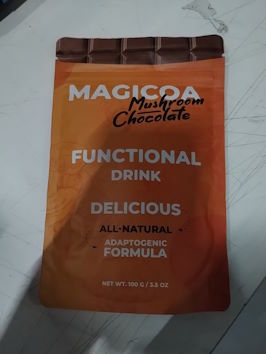 MAGICOA
Mushroom
Chocolate
FUNCTIONAL
DRINK
DELICIOUS
ALL-NATURAL
ADAPTOGENIC
FORMULA
NET WT. 100 G / 3.5 OZ